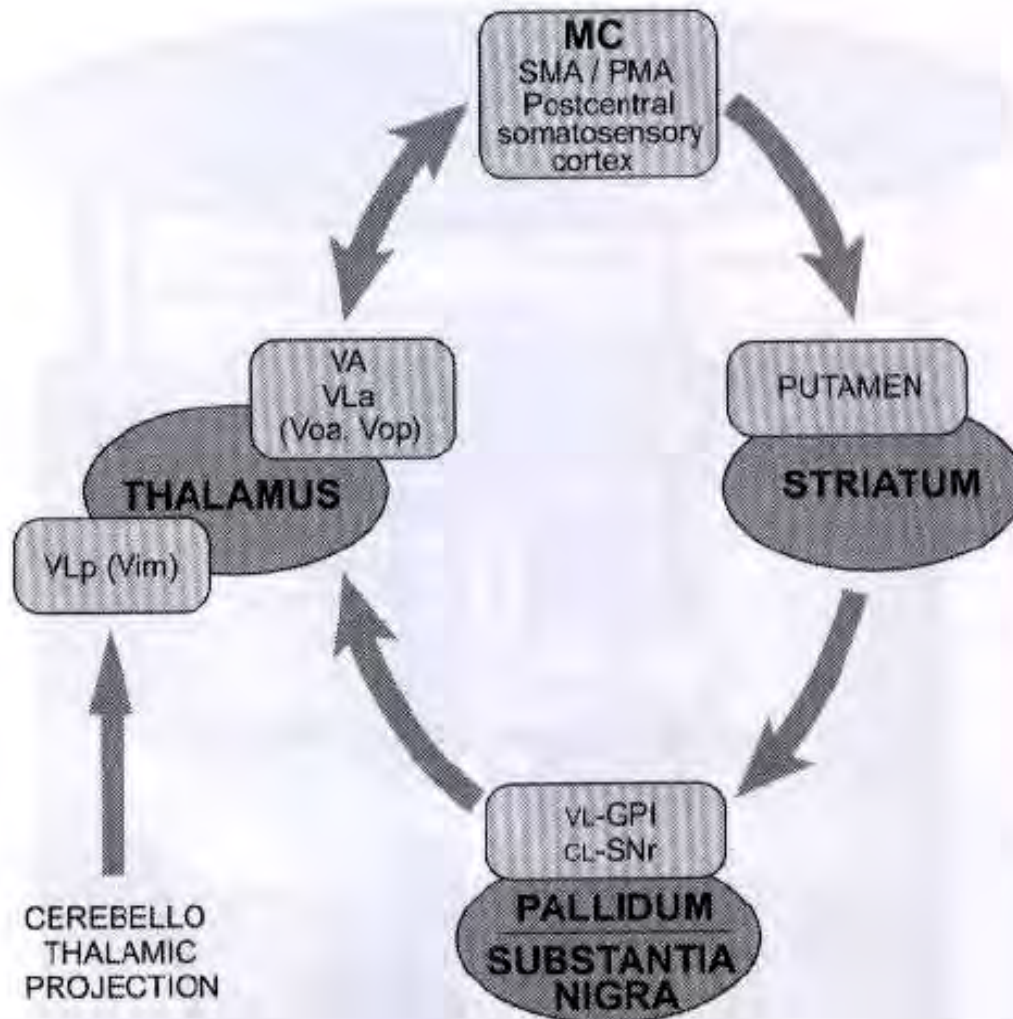 MC
SMA / PMA
Postcentral
somatosensory
cortex
VA
VLa
(Voa, Vop)
THALAMUS
VLp (Vim)
PUTAMEN
STRIATUM
VL-GPI
CL-SNr
PALLIDUM
SUBSTANTIA
NIGRA
CEREBELLO
THALAMIC
PROJECTION